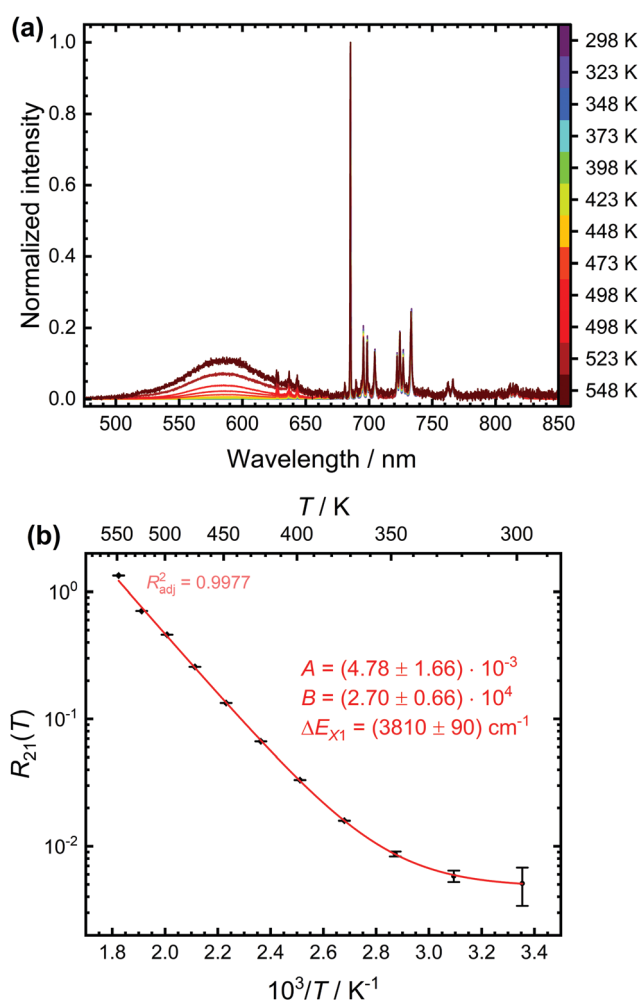 (a)
1.0
0.8
0.6
0.4
0.2
0.0
Normalized intensity
500 550 600 650 700 750 800 850
Wavelength / nm
298 K
323 K
348 K
373 K
398 K
423 K
448 K
473 K
498 K
498 K
523 K
548 K
(b)
T / K
550 500 450 400 350 300
R²adj = 0.9977
A = (4.78 ± 1.66) · 10⁻³
B = (2.70 ± 0.66) · 10⁴
ΔE_X1 = (3810 ± 90) cm⁻¹
10⁰
10⁻¹
10⁻²
R₂₁(T)
1.8 2.0 2.2 2.4 2.6 2.8 3.0 3.2 3.4
10³/T / K⁻¹